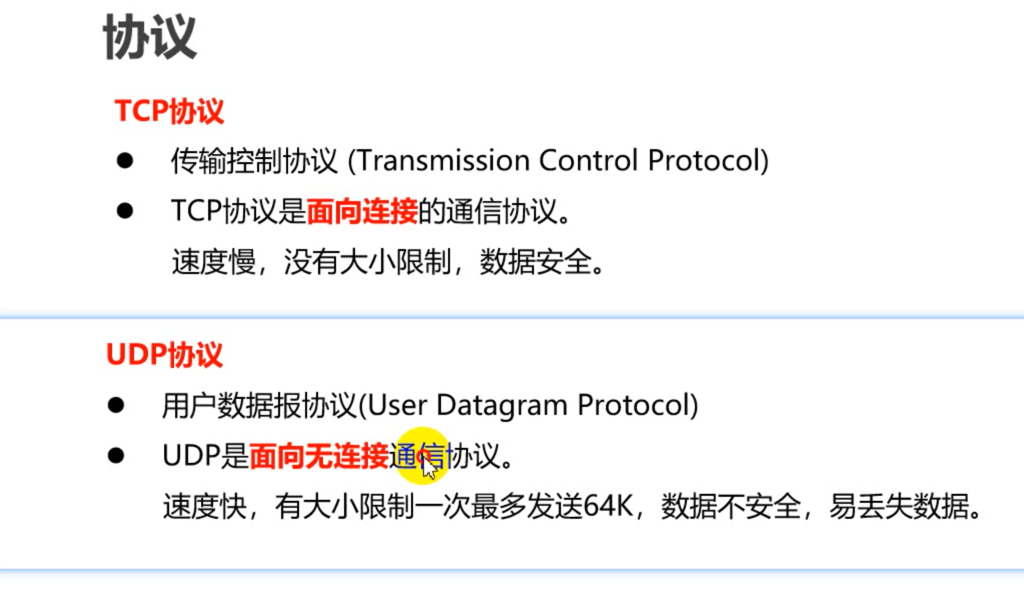 协议
TCP协议
● 传输控制协议 (Transmission Control Protocol)
● TCP协议是面向连接的通信协议。
速度慢，没有大小限制，数据安全。
UDP协议
● 用户数据报协议(User Datagram Protocol)
● UDP是面向无连接通信协议。
速度快，有大小限制一次最多发送64K，数据不安全，易丢失数据。